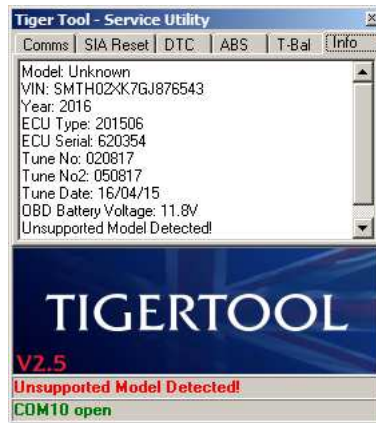 Tiger Tool - Service Utility
Comms SIA Reset DTC ABS T-Bal Info
Model: Unknown
VIN: SMTH02XK7GJ876543
Year: 2016
ECU Type: 201506
ECU Serial: 620354
Tune No: 020817
Tune No2: 050817
Tune Date: 16/04/15
OBD Battery Voltage: 11.8V
Unsupported Model Detected!
TIGERTOOL
V2.5
Unsupported Model Detected!
COM10 open